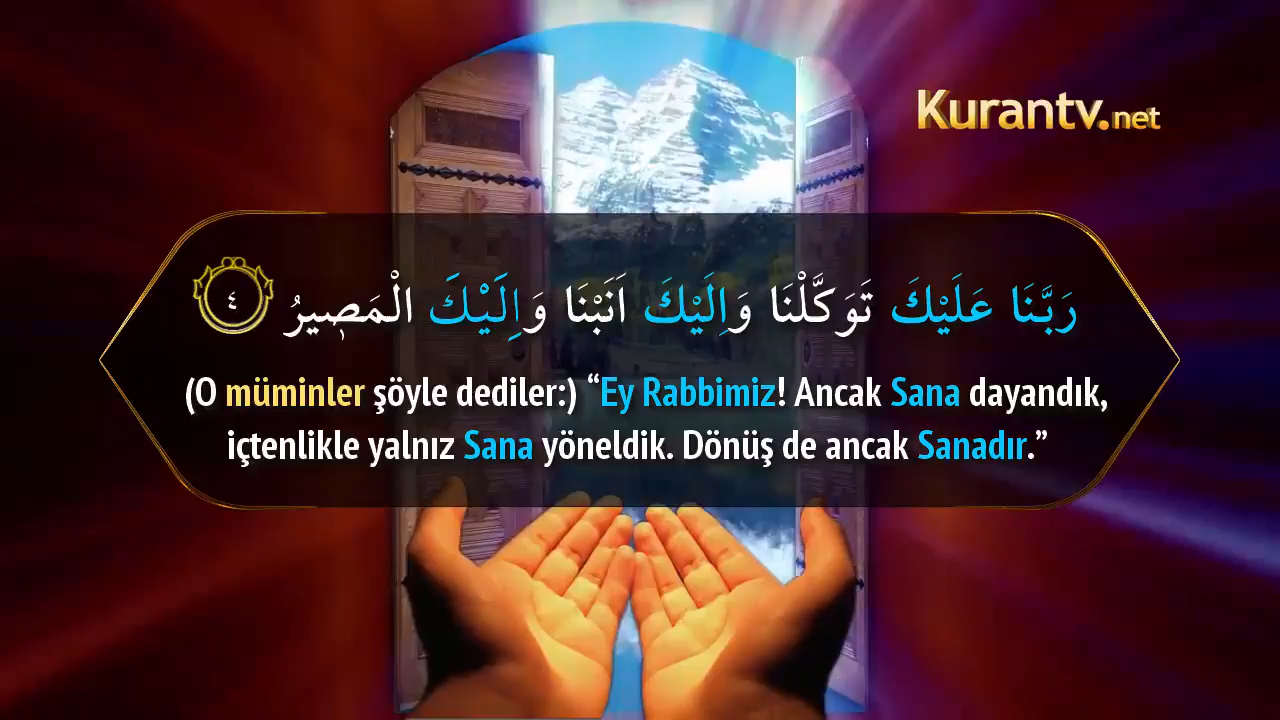 Kurantv.net
رَبَّنَا عَلَيْكَ تَوَكَّلْنَا وَاِلَيْكَ اَنَبْنَا وَاِلَيْكَ الْمَصٖيرُ ٤
(O müminler şöyle dediler:) “Ey Rabbimiz! Ancak Sana dayandık,
içtenlikle yalnız Sana yöneldik. Dönüş de ancak Sanadır.”